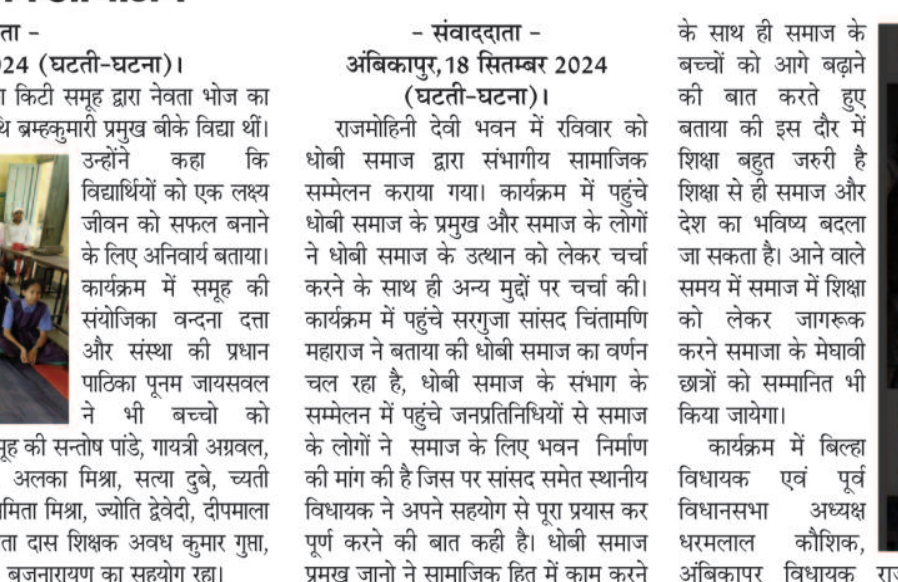 ता -
024 (घटती-घटना)।
किटी समूह द्वारा नेवता भोज का
ब्रम्हकुमारी प्रमुख बीके विद्या थीं।
उन्होंने कहा कि
विद्यार्थियों को एक लक्ष्य
जीवन को सफल बनाने
के लिए अनिवार्य बताया।
कार्यक्रम में समूह की
संयोजिका वन्दना दत्ता
और संस्था की प्रधान
पाठिका पूनम जायसवल
ने भी बच्चो को
मूह की सन्तोष पांडे, गायत्री अग्रवल,
अलका मिश्रा, सत्या दुबे, च्यती
मिता मिश्रा, ज्योति द्वेवेदी, दीपमाला
ता दास शिक्षक अवध कुमार गुप्ता,
बृजनारायण का सहयोग रहा।
- संवाददाता -
अंबिकापुर, 18 सितम्बर 2024
(घटती-घटना)।
राजमोहिनी देवी भवन में रविवार को
धोबी समाज द्वारा संभागीय सामाजिक
सम्मेलन कराया गया। कार्यक्रम में पहुंचे
धोबी समाज के प्रमुख और समाज के लोगों
ने धोबी समाज के उत्थान को लेकर चर्चा
करने के साथ ही अन्य मुद्दों पर चर्चा की।
कार्यक्रम में पहुंचे सरगुजा सांसद चिंतामणि
महाराज ने बताया की धोबी समाज का वर्णन
चल रहा है, धोबी समाज के संभाग के
सम्मेलन में पहुंचे जनप्रतिनिधियों से समाज
के लोगों ने समाज के लिए भवन निर्माण
की मांग की है जिस पर सांसद समेत स्थानीय
विधायक ने अपने सहयोग से पूरा प्रयास कर
पूर्ण करने की बात कही है। धोबी समाज
प्रमुख जानो ने सामाजिक हित में काम करने
के साथ ही समाज के
बच्चों को आगे बढ़ाने
की बात करते हुए
बताया की इस दौर में
शिक्षा बहुत जरुरी है
शिक्षा से ही समाज और
देश का भविष्य बदला
जा सकता है। आने वाले
समय में समाज में शिक्षा
को लेकर जागरूक
करने समाजा के मेघावी
छात्रों को सम्मानित भी
किया जायेगा।
कार्यक्रम में बिल्हा
विधायक एवं पूर्व
विधानसभा अध्यक्ष
धरमलाल कौशिक,
अंबिकापुर विधायक